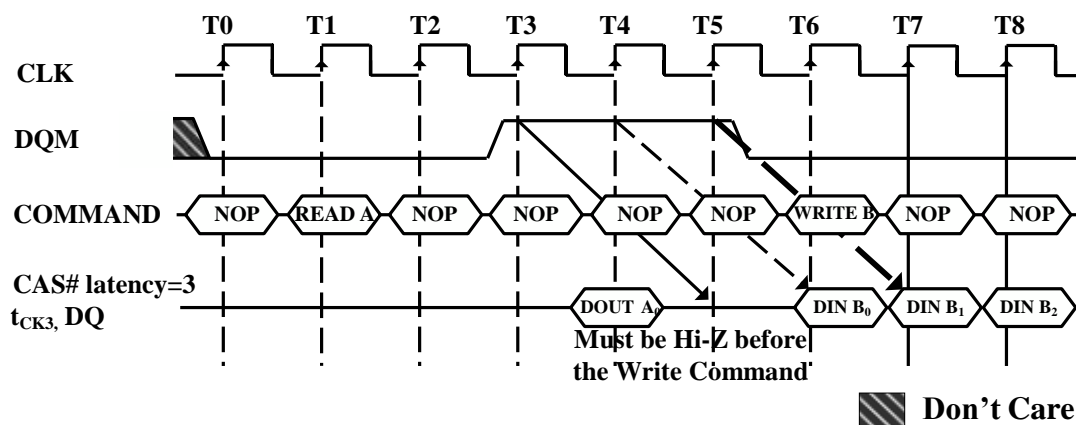 T0 T1 T2 T3 T4 T5 T6 T7 T8
CLK
DQM
COMMAND NOP READ A NOP NOP NOP NOP WRITE B NOP NOP
CAS# latency=3
tCK3, DQ DOUT A0 DIN B0 DIN B1 DIN B2
Must be Hi-Z before
the Write Command
Don't Care